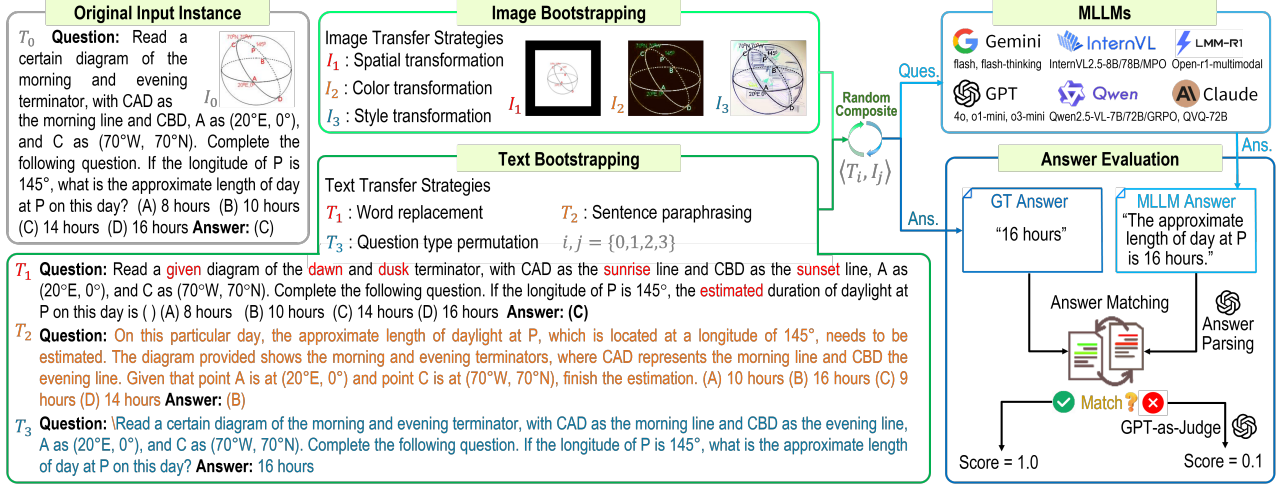 Original Input Instance
T0 Question: Read a
certain diagram of the
morning and evening
terminator, with CAD as
the morning line and CBD, A as (20°E, 0°),
and C as (70°W, 70°N). Complete the
following question. If the longitude of P is
145°, what is the approximate length of day
at P on this day? (A) 8 hours (B) 10 hours
(C) 14 hours (D) 16 hours Answer: (C)
I0
Image Bootstrapping
Image Transfer Strategies
I1 : Spatial transformation
I2 : Color transformation
I3 : Style transformation
I1
I2
I3
Text Bootstrapping
Text Transfer Strategies
T1 : Word replacement
T2 : Sentence paraphrasing
T3 : Question type permutation
i, j = {0,1,2,3}
Random
Composite
⟨Ti, Ij⟩
Ques.
Ans.
MLLMs
Gemini
flash, flash-thinking
InternVL
InternVL2.5-8B/78B/MPO
LMM-R1
Open-r1-multimodal
GPT
4o, o1-mini, o3-mini
Qwen
Qwen2.5-VL-7B/72B/GRPO, QVQ-72B
Claude
Ans.
Answer Evaluation
GT Answer
“16 hours”
MLLM Answer
“The approximate
length of day at P
is 16 hours.”
Answer Matching
Answer
Parsing
Match?
GPT-as-Judge
Score = 1.0
Score = 0.1
T1 Question: Read a given diagram of the dawn and dusk terminator, with CAD as the sunrise line and CBD as the sunset line, A as
(20°E, 0°), and C as (70°W, 70°N). Complete the following question. If the longitude of P is 145°, the estimated duration of daylight at
P on this day is ( ) (A) 8 hours (B) 10 hours (C) 14 hours (D) 16 hours Answer: (C)
T2 Question: On this particular day, the approximate length of daylight at P, which is located at a longitude of 145°, needs to be
estimated. The diagram provided shows the morning and evening terminators, where CAD represents the morning line and CBD the
evening line. Given that point A is at (20°E, 0°) and point C is at (70°W, 70°N), finish the estimation. (A) 10 hours (B) 16 hours (C) 9
hours (D) 14 hours Answer: (B)
T3 Question: \Read a certain diagram of the morning and evening terminator, with CAD as the morning line and CBD as the evening line,
A as (20°E, 0°), and C as (70°W, 70°N). Complete the following question. If the longitude of P is 145°, what is the approximate length
of day at P on this day? Answer: 16 hours